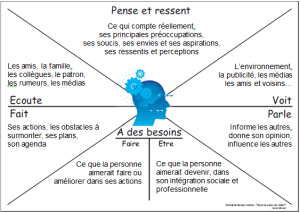 Pense et ressent
Ce qui compte réellement,
ses principales préoccupations,
ses soucis, ses envies et ses aspirations,
ses ressentis et perceptions
Les amis, la famille,
les collègues, le patron,
les rumeurs, les médias
Ecoute
L'environnement,
la publicité, les médias
les amis et voisins...
Voit
Fait
Ses actions, les obstacles à
surmonter, ses plans,
son agenda
Parle
Informe les autres,
donne son opinion,
influence les autres
A des besoins
Faire
Etre
Ce que la personne
aimerait faire ou
améliorer dans ses actions
Ce que la personne
aimerait devenir, dans
son intégration sociale et
professionnelle